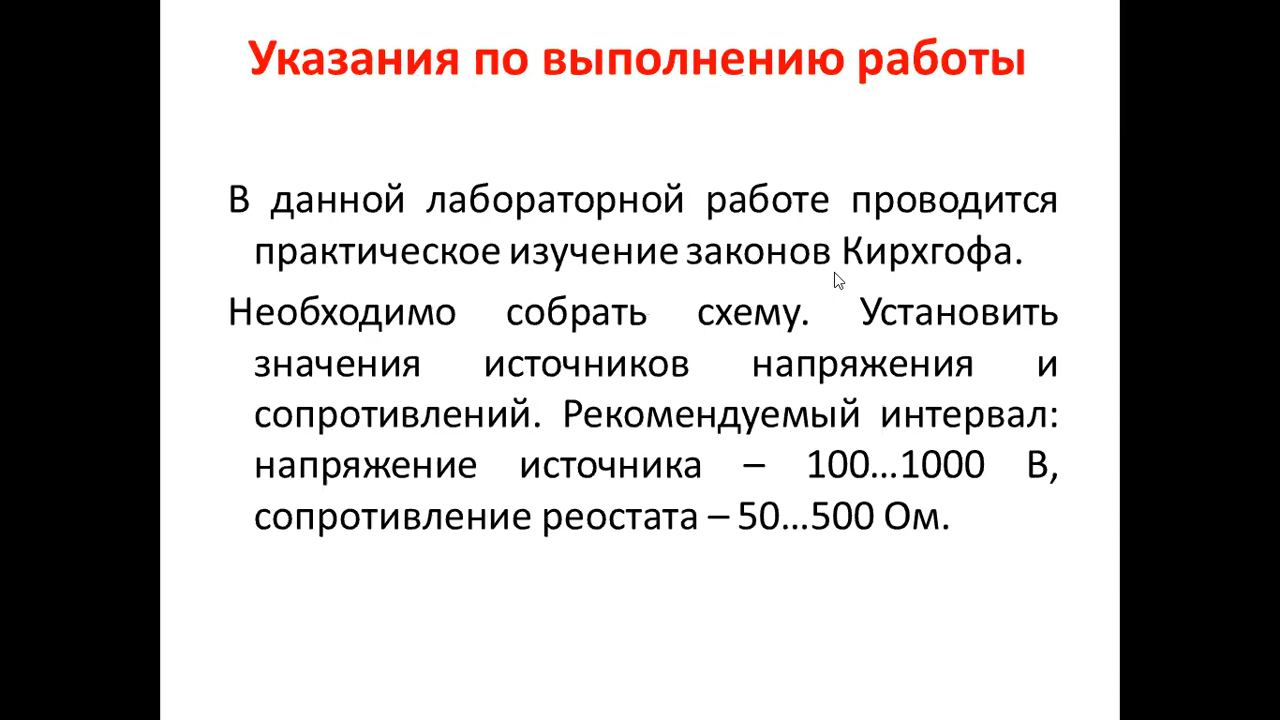 Указания по выполнению работы
В данной лабораторной работе проводится
практическое изучение законов Кирхгофа.
Необходимо собрать схему. Установить
значения источников напряжения и
сопротивлений. Рекомендуемый интервал:
напряжение источника – 100...1000 В,
сопротивление реостата – 50...500 Ом.